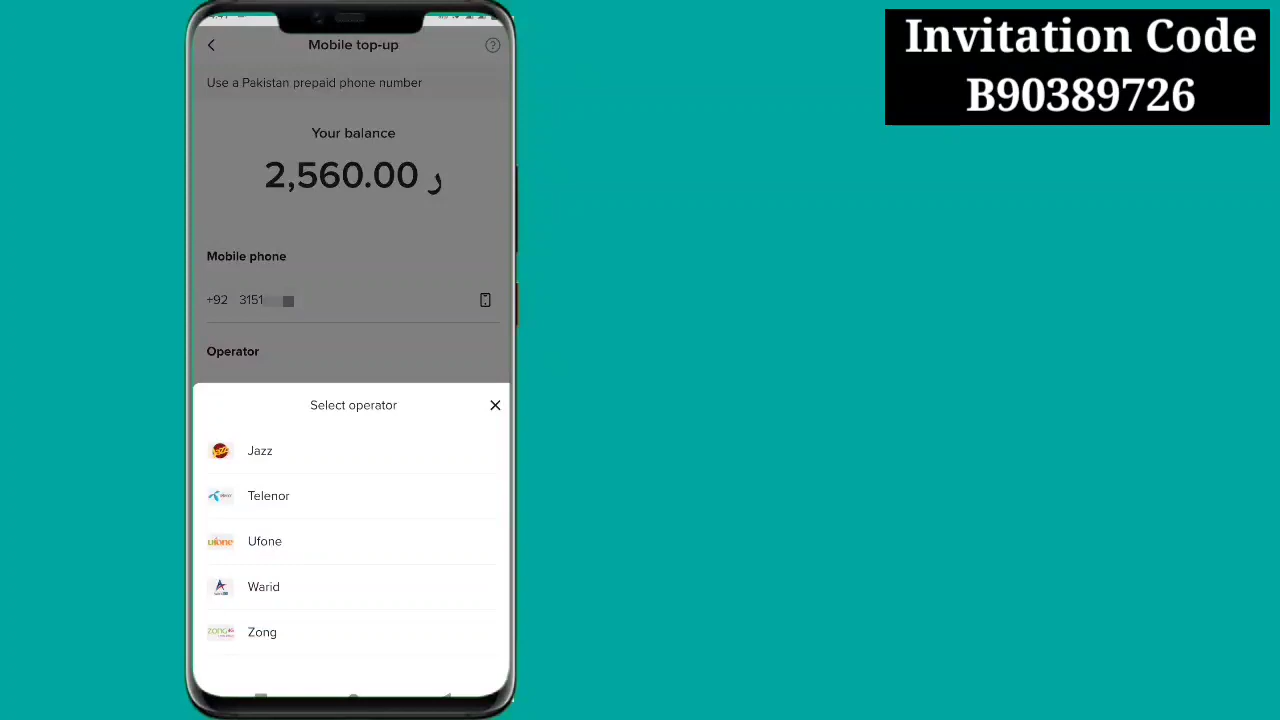 Mobile top-up
?
Use a Pakistan prepaid phone number
Your balance
2,560.00 ر
Mobile phone
+92 3151
Operator
Select operator
Jazz
Telenor
Ufone
Warid
Zong
Invitation Code
B90389726